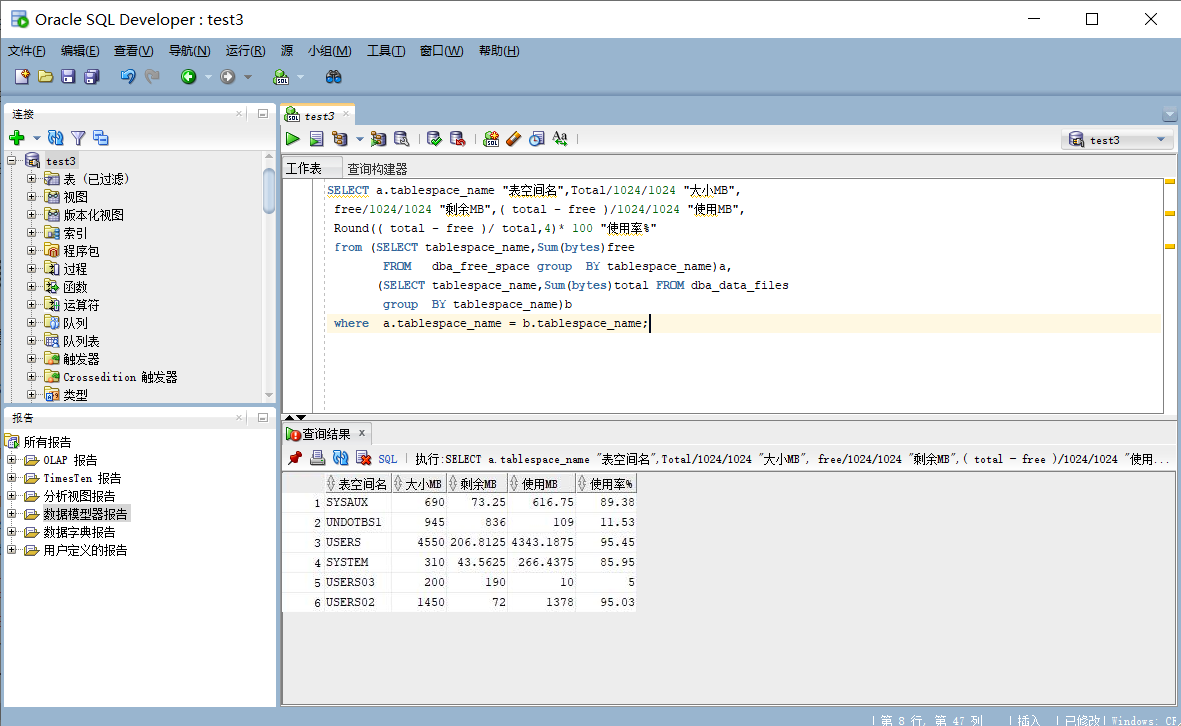 Oracle SQL Developer : test3
文件(F) 编辑(E) 查看(V) 导航(N) 运行(R) 源 小组(M) 工具(T) 窗口(W) 帮助(H)
连接
test3
表 (已过滤)
视图
版本化视图
索引
程序包
过程
函数
运算符
队列
队列表
触发器
Crossedition 触发器
类型
报告
所有报告
OLAP 报告
TimesTen 报告
分析视图报告
数据模型器报告
数据字典报告
用户定义的报告
test3
test3
工作表 查询构建器
SELECT a.tablespace_name "表空间名",Total/1024/1024 "大小MB",
free/1024/1024 "剩余MB",( total - free )/1024/1024 "使用MB",
Round(( total - free )/ total,4)* 100 "使用率%"
from (SELECT tablespace_name,Sum(bytes)free
FROM dba_free_space group BY tablespace_name)a,
(SELECT tablespace_name,Sum(bytes)total FROM dba_data_files
group BY tablespace_name)b
where a.tablespace_name = b.tablespace_name;
查询结果
SQL | 执行:SELECT a.tablespace_name "表空间名",Total/1024/1024 "大小MB", free/1024/1024 "剩余MB",( total - free )/1024/1024 "使用...
表空间名 大小MB 剩余MB 使用MB 使用率%
1 SYSAUX 690 73.25 616.75 89.38
2 UNDOTBS1 945 836 109 11.53
3 USERS 4550 206.8125 4343.1875 95.45
4 SYSTEM 310 43.5625 266.4375 85.95
5 USERS03 200 190 10 5
6 USERS02 1450 72 1378 95.03
| 第 8 行, 第 47 列 | 插入 | 已修改 | Windows: CR